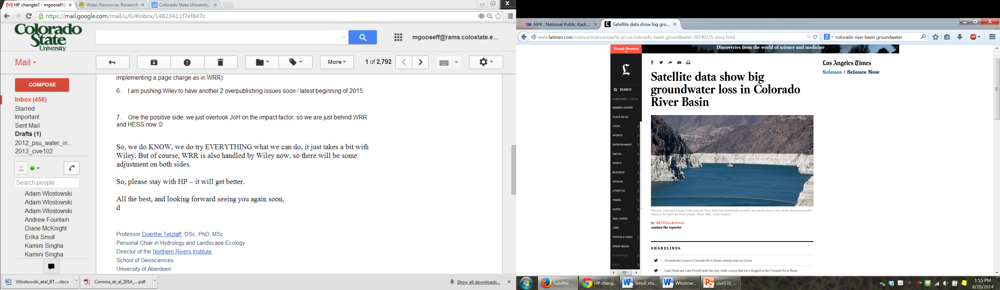 HP changes? - mgooseff@
Water Resources Research
Colorado State University
https://mail.google.com/mail/u/0/#inbox/14823411f7ef847c
Colorado
State
University
mgooseff@rams.colostate.e...
Mail
More
1 of 2,792
COMPOSE
Inbox (456)
Starred
Important
Sent Mail
Drafts (1)
2012_psu_water_in...
2013_cive102
Search people...
Adam Wlostowski
Adam Wlostowski
Adam Wlostowski
Andrew Fountain
Diane McKnight
Erika Smull
Kamini Singha
Kamini Singha
implementing a page charge as in WRR).
6. I am pushing Wiley to have another 2 overpublishing issues soon / latest beginning of 2015.
7. One the positive side: we just overtook JoH on the impact factor, so we are just behind WRR
and HESS now ☺
So, we do KNOW, we do try EVERYTHING what we can do, it just takes a bit with
Wiley. But of course, WRR is also handled by Wiley now, so there will be some
adjustment on both sides.
So, please stay with HP – it will get better.
All the best, and looking forward seeing you again soon,
d
Professor Doerthe Tetzlaff, DSc, PhD, MSc
Personal Chair in Hydrology and Landscape Ecology
Director of the Northern Rivers Institute
School of Geosciences
University of Aberdeen
Wlostowski_etal_BT....docx
Comina_et_al_2014_....pdf
Show all downloads...
NPR : National Public Radi...
Satellite data show big gro...
www.latimes.com/science/sciencenow/la-sci-sn-colorado-basin-groundwater-20140725-story.html
colorado river basin groundwater
ABP
Visual Browse
Discoveries from the world of science and medicine
L
SEARCH
SUBSCRIBE | LOG IN
MEMBER CENTER
PLACE AN AD
LOCAL
SPORTS
ENTERTAINMENT
NATION
WORLD
BUSINESS
OPINION
LIFESTYLE
TRAVEL
AUTOS
REAL ESTATE
JOBS
PHOTOS & VIDEO
GREAT READS
CLASSIFIEDS
SHOP
Los Angeles Times
Science / Science Now
Satellite data show big
groundwater loss in Colorado
River Basin
Although prolonged drought in the Colorado River Basin has dramatically lowered Lake Mead's level, a new study finds groundwater
losses in the basin are much greater. (Ethan Miller / Getty Images)
By BETTINA BOXALL
contact the reporter
SHARELINES
Groundwater losses in Colorado River Basin outstrip reservoir losses
Lake Mead and Lake Powell aren't the only water sources that have dropped in the Colorado River Basin
Satellite ...
HP chang...
Smull_eta...
Wlostow...
cive531_...
1:55 PM
8/29/2014